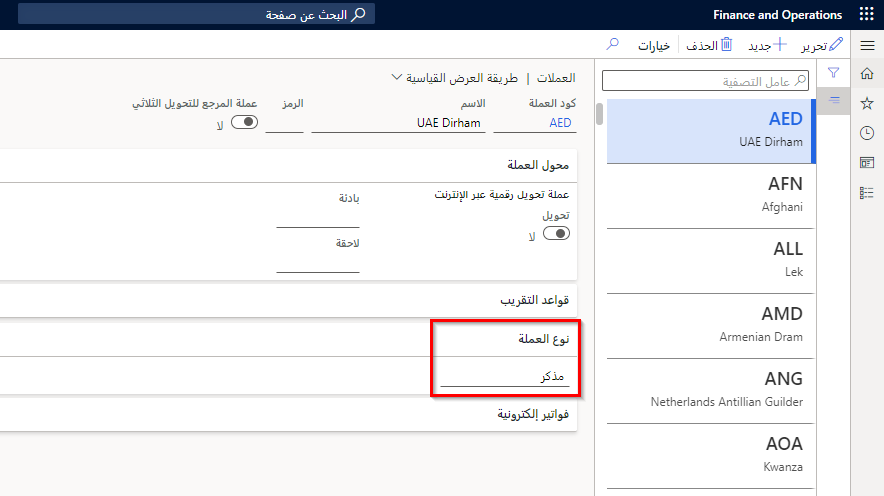 Finance and Operations
البحث عن صفحة
تحرير
جديد
الحذف
خيارات
عامل التصفية
AED
UAE Dirham
AFN
Afghani
ALL
Lek
AMD
Armenian Dram
ANG
Netherlands Antillian Guilder
AOA
Kwanza
العملات | طريقة العرض القياسية
كود العملة
AED
الاسم
UAE Dirham
الرمز
عملة المرجع للتحويل الثلاثي
لا
محول العملة
عملة تحويل رقمية عبر الإنترنت
تحويل
لا
بادئة
لاحقة
قواعد التقريب
نوع العملة
مذكر
فواتير إلكترونية